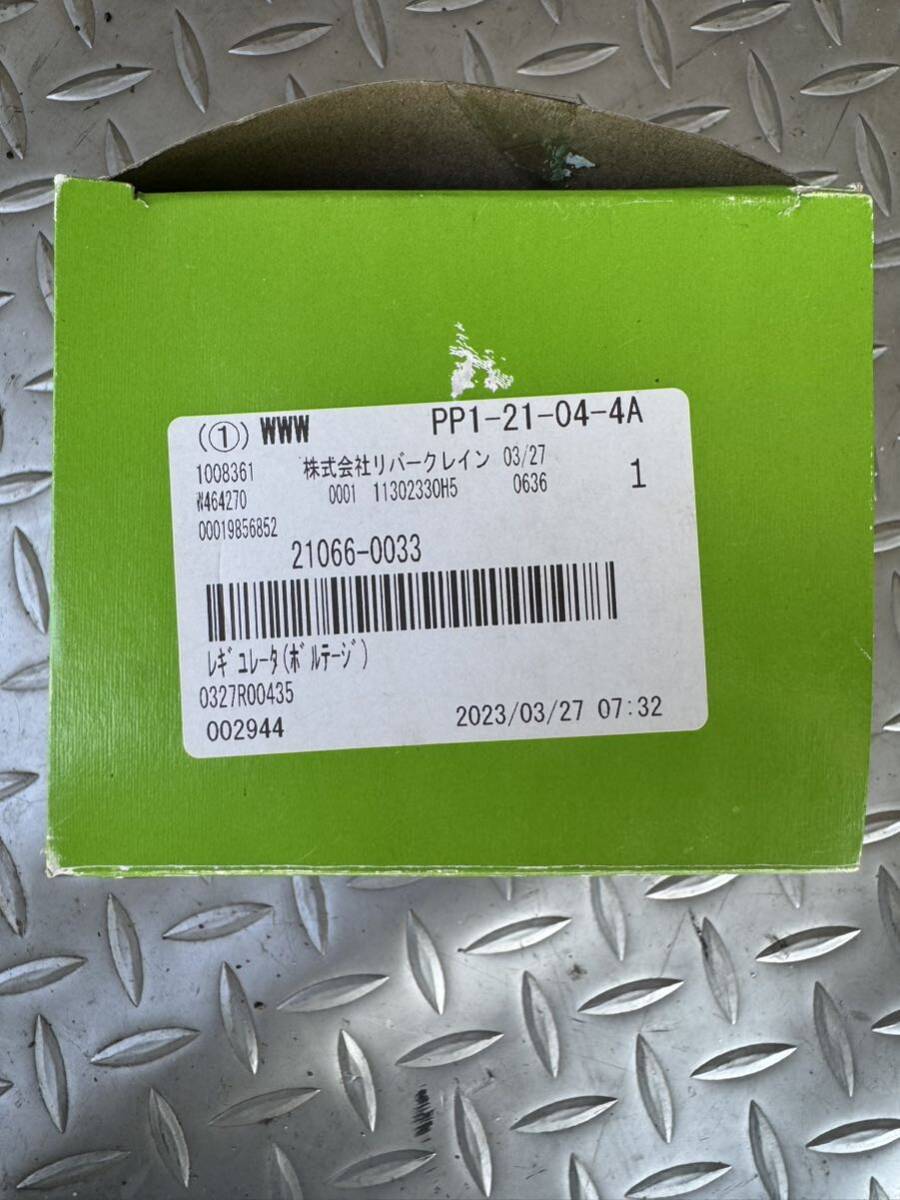 (①) WWW PP1-21-04-4A
1008361 株式会社リバークレイン 03/27
W464270 0001 11302330H5 0636 1
00019856852
21066-0033
ﾚｷﾞｭﾚｰﾀ(ﾎﾞﾙﾃｰｼﾞ)
0327R00435
002944 2023/03/27 07:32